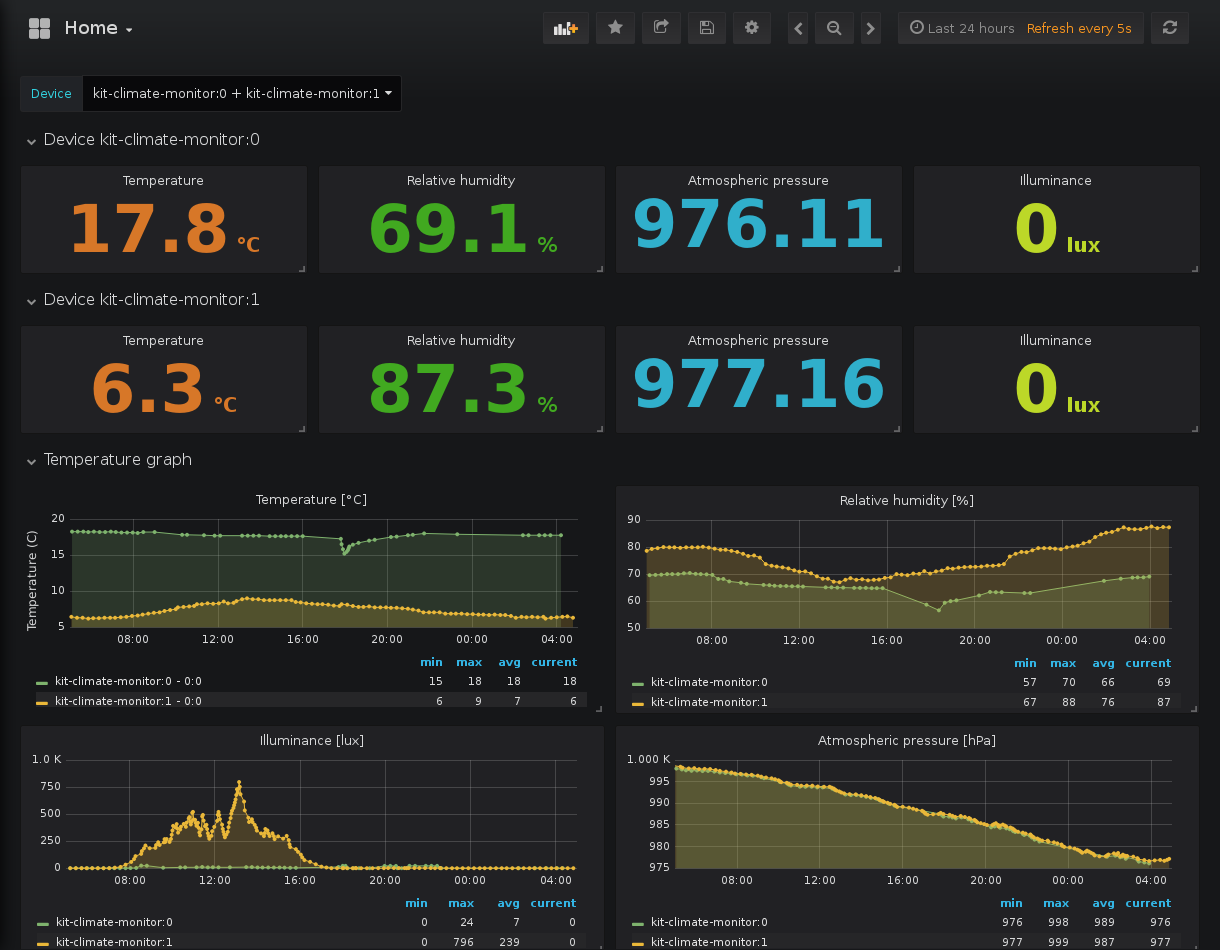 Home
Last 24 hours Refresh every 5s
Device kit-climate-monitor:0 + kit-climate-monitor:1
Device kit-climate-monitor:0
Temperature Relative humidity Atmospheric pressure Illuminance
17.8 °C 69.1 % 976.11 0 lux
Device kit-climate-monitor:1
Temperature Relative humidity Atmospheric pressure Illuminance
6.3 °C 87.3 % 977.16 0 lux
Temperature graph
Temperature [°C]
Temperature (C)
20
15
10
5
08:00 12:00 16:00 20:00 00:00 04:00
min max avg current
kit-climate-monitor:0 - 0:0 15 18 18 18
kit-climate-monitor:1 - 0:0 6 9 7 6
Relative humidity [%]
90
80
70
60
50
08:00 12:00 16:00 20:00 00:00 04:00
min max avg current
kit-climate-monitor:0 57 70 66 69
kit-climate-monitor:1 67 88 76 87
Illuminance [lux]
1.0 K
750
500
250
0
08:00 12:00 16:00 20:00 00:00 04:00
min max avg current
kit-climate-monitor:0 0 24 7 0
kit-climate-monitor:1 0 796 239 0
Atmospheric pressure [hPa]
1.000 K
995
990
985
980
975
08:00 12:00 16:00 20:00 00:00 04:00
min max avg current
kit-climate-monitor:0 976 998 989 976
kit-climate-monitor:1 977 999 987 977